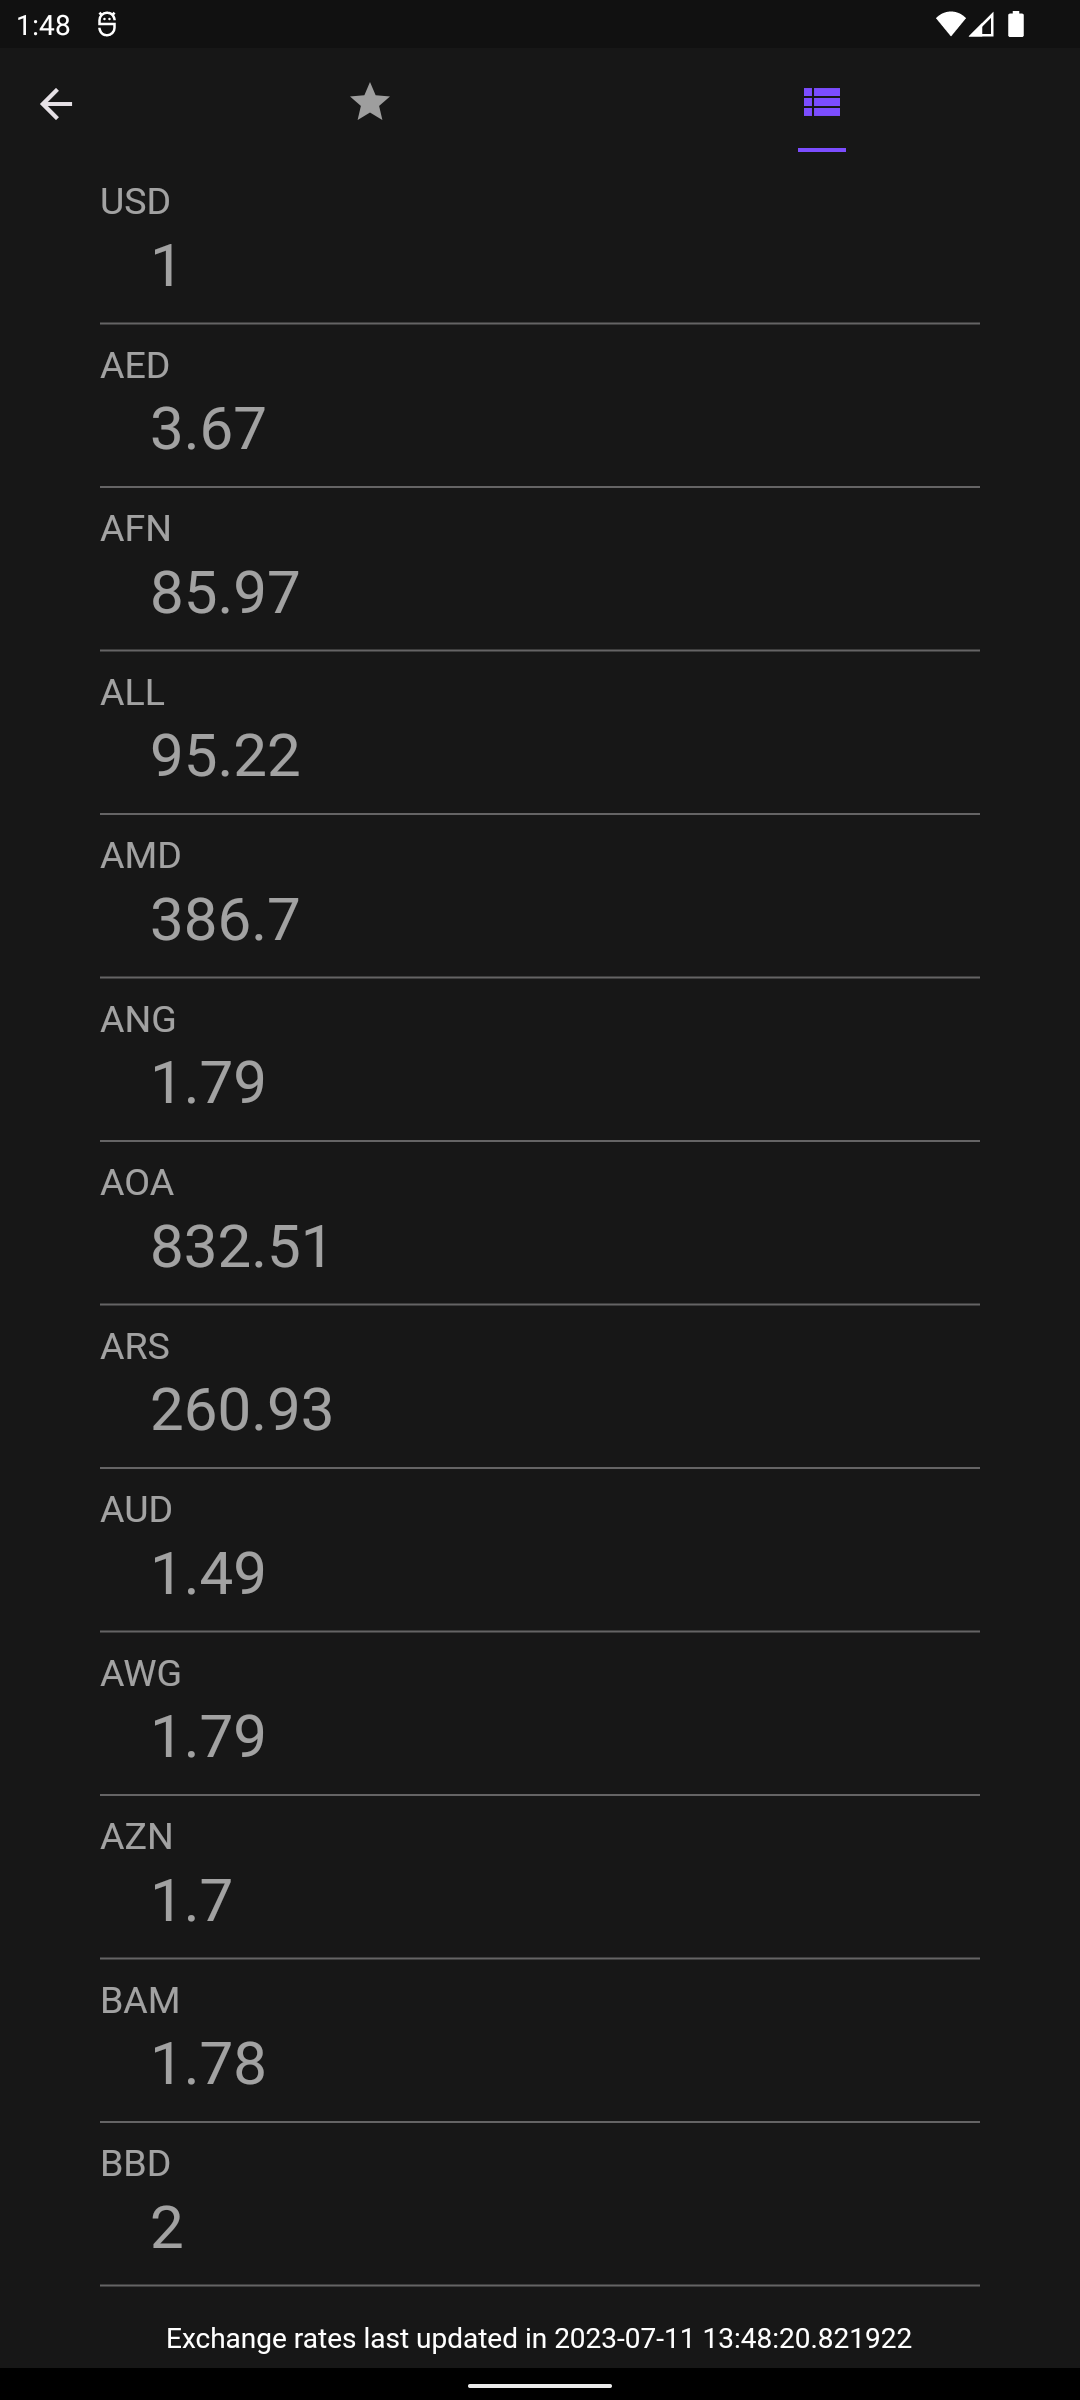 1:48
USD
1
AED
3.67
AFN
85.97
ALL
95.22
AMD
386.7
ANG
1.79
AOA
832.51
ARS
260.93
AUD
1.49
AWG
1.79
AZN
1.7
BAM
1.78
BBD
2
Exchange rates last updated in 2023-07-11 13:48:20.821922